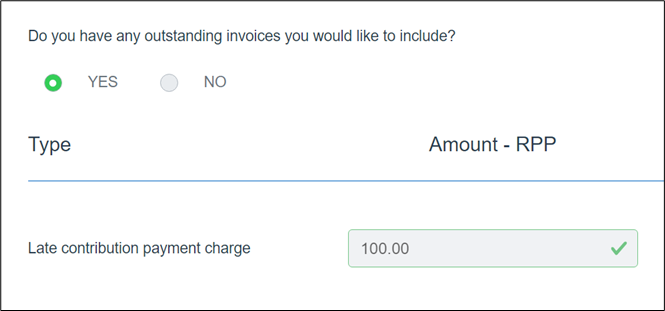 Do you have any outstanding invoices you would like to include?
YES NO
Type Amount - RPP
Late contribution payment charge 100.00